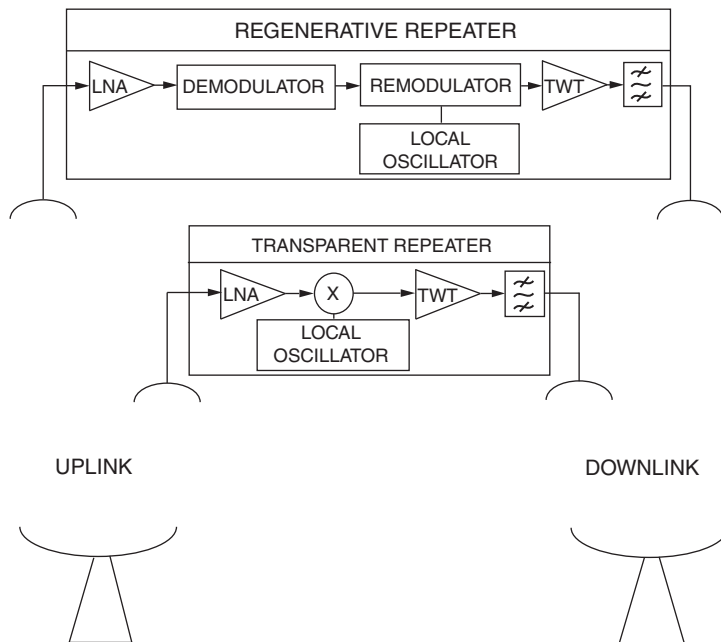 REGENERATIVE REPEATER
LNA
DEMODULATOR
REMODULATOR
TWT
LOCAL
OSCILLATOR
TRANSPARENT REPEATER
LNA
X
TWT
LOCAL
OSCILLATOR
UPLINK
DOWNLINK